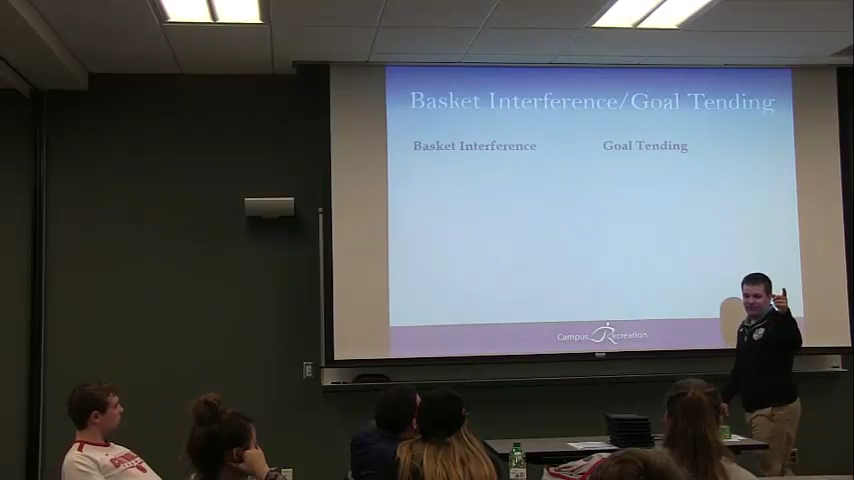 Basket Interference/Goal Tending
Basket Interference
Goal Tending
Campus Recreation